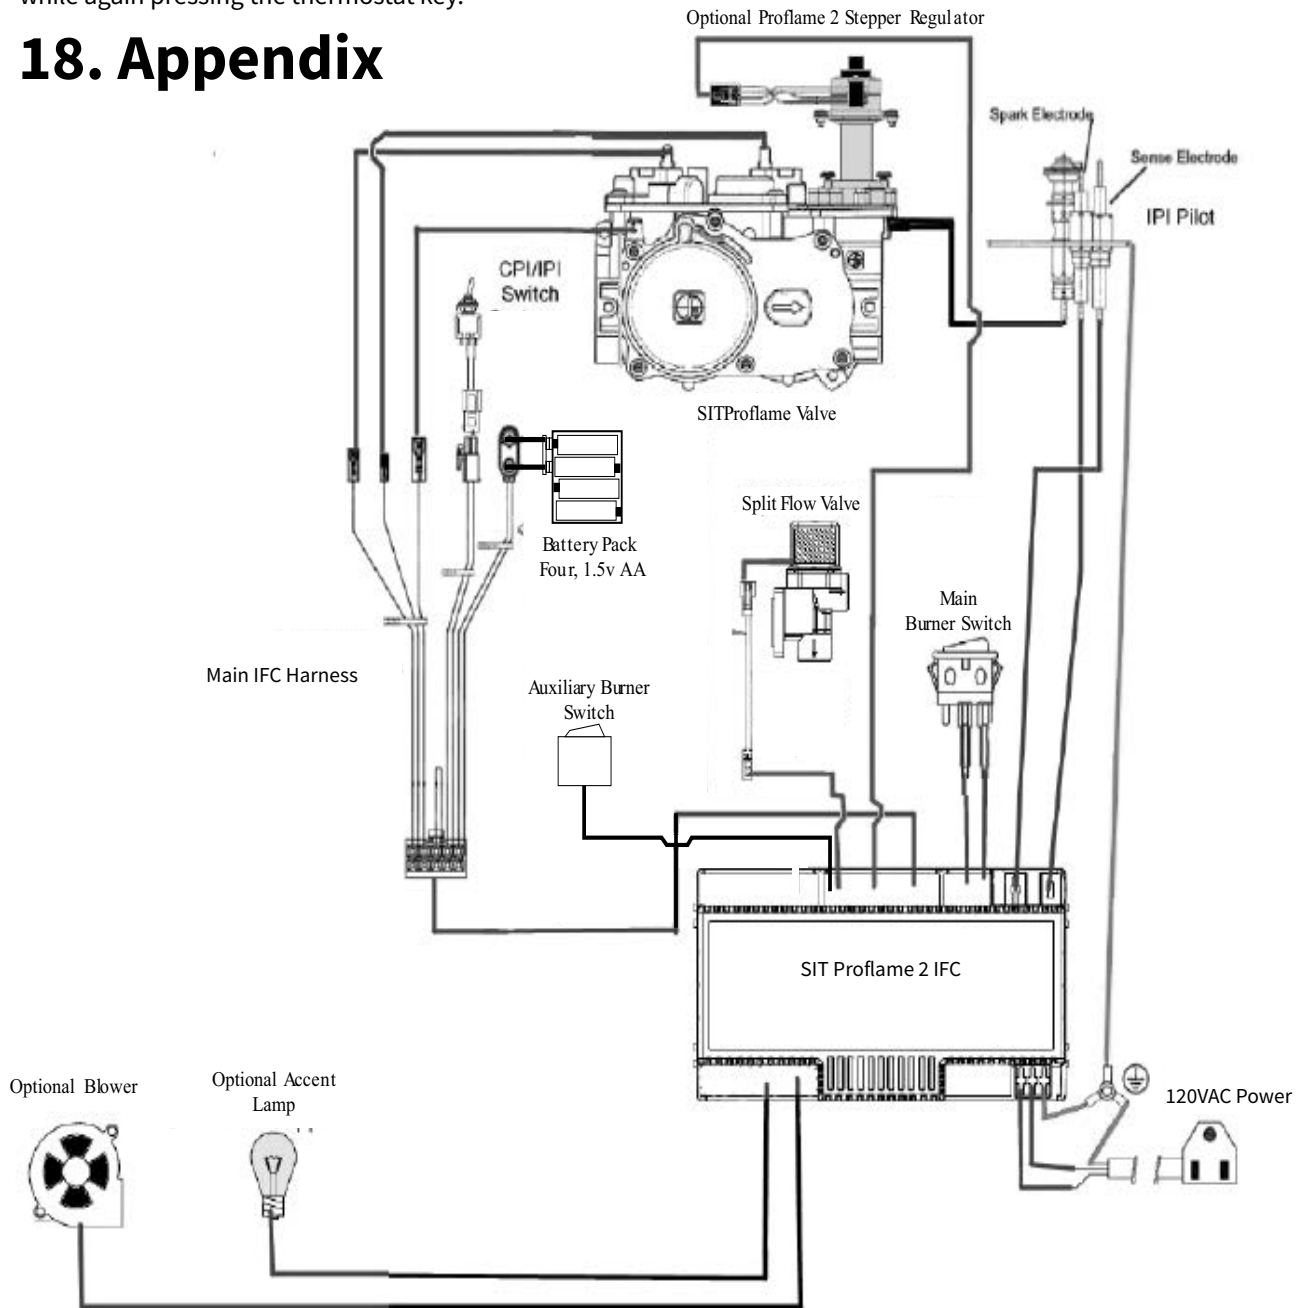 while again pressing the thermostat key.
18. Appendix
Optional Proflame 2 Stepper Regulator
Spark Electrode
Sense Electrode
IPI Pilot
CPI/IPI
Switch
SITProflame Valve
Split Flow Valve
Battery Pack
Four, 1.5v AA
Main
Burner Switch
Main IFC Harness
Auxiliary Burner
Switch
SIT Proflame 2 IFC
Optional Blower
Optional Accent
Lamp
120VAC Power